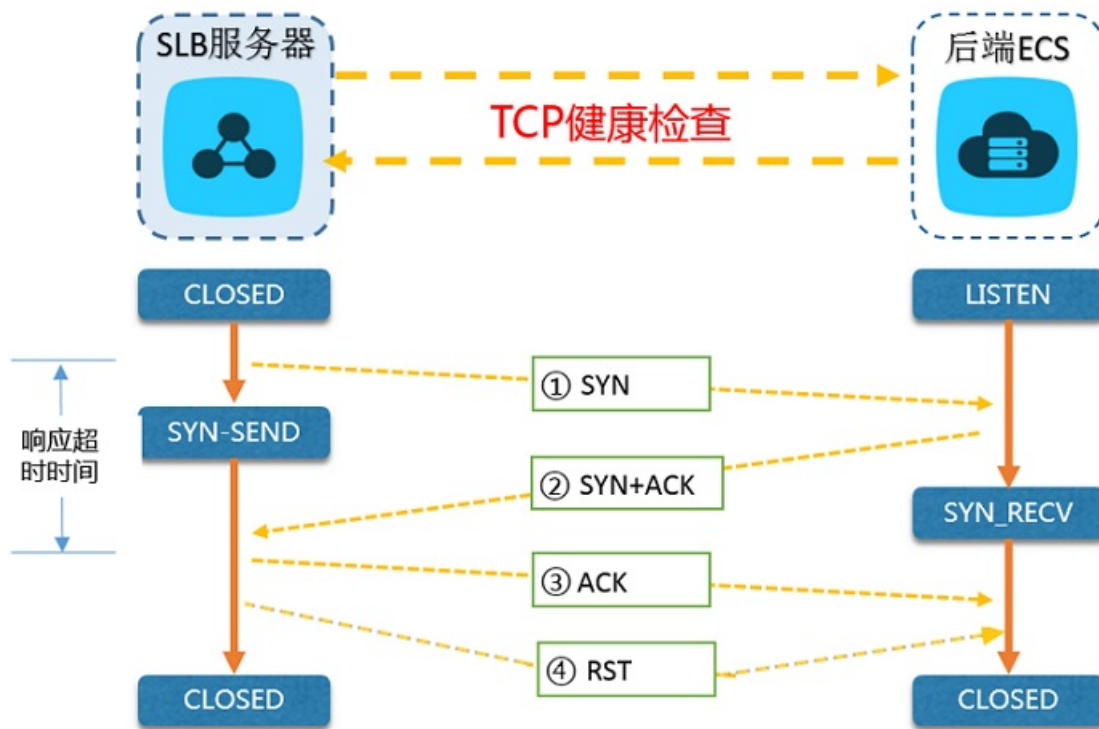 SLB服务器
后端ECS
TCP健康检查
CLOSED
LISTEN
① SYN
响应超
时时间
SYN-SEND
② SYN+ACK
SYN_RECV
③ ACK
④ RST
CLOSED
CLOSED